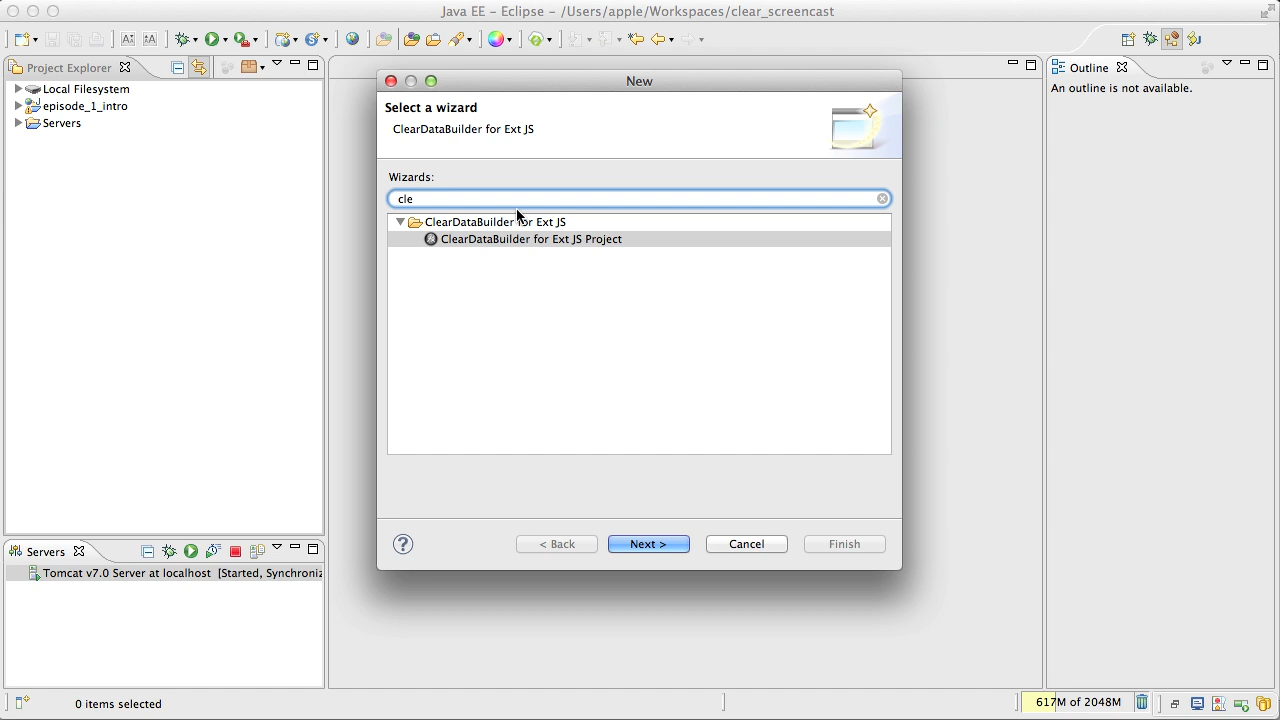 Java EE - Eclipse - /Users/apple/Workspaces/clear_screencast
Project Explorer
Local Filesystem
episode_1_intro
Servers
New
Select a wizard
ClearDataBuilder for Ext JS
Wizards:
cle
ClearDataBuilder for Ext JS
ClearDataBuilder for Ext JS Project
?
< Back
Next >
Cancel
Finish
Outline
An outline is not available.
Servers
Tomcat v7.0 Server at localhost [Started, Synchroniz
0 items selected
617M of 2048M